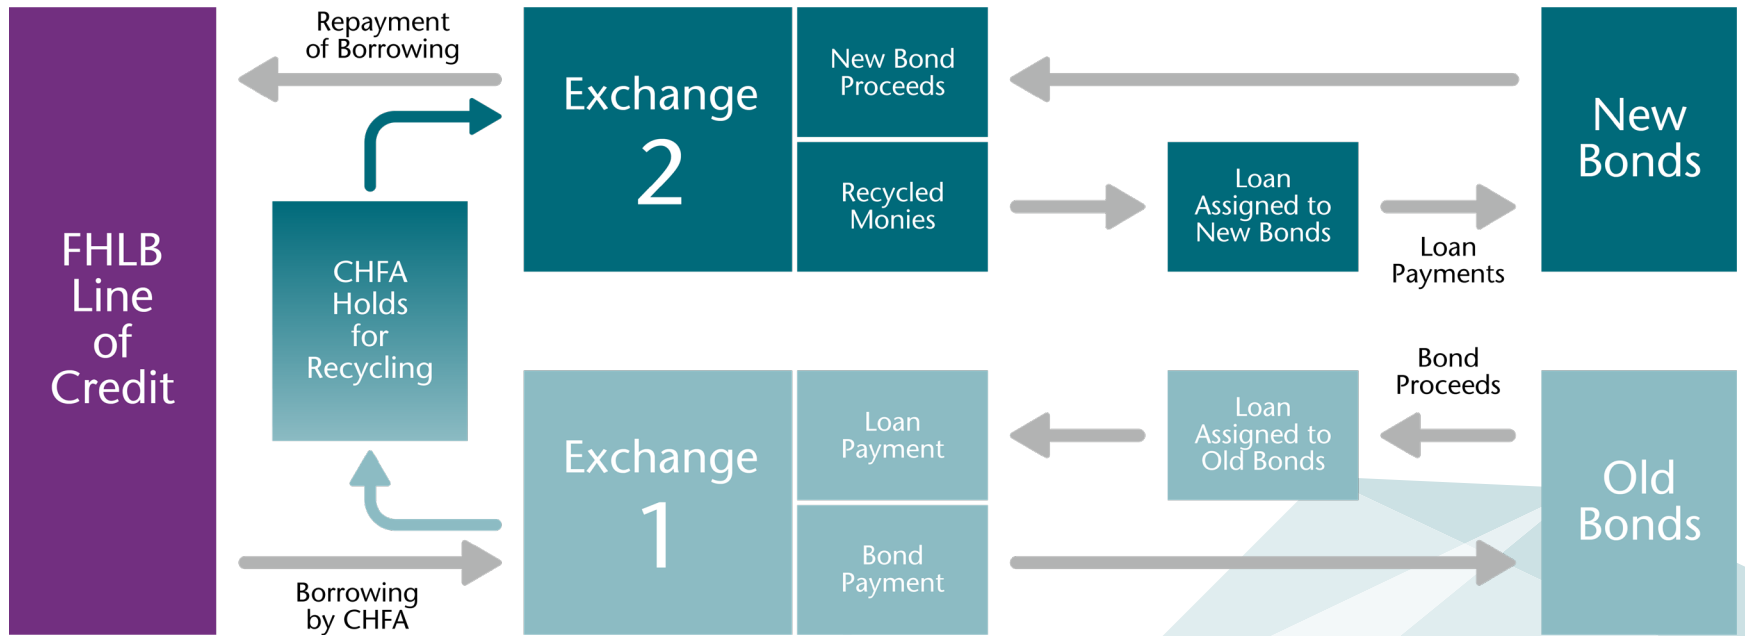 Repayment
of Borrowing
FHLB
Line
of
Credit
CHFA
Holds
for
Recycling
Borrowing
by CHFA
Exchange
2
New Bond
Proceeds
Recycled
Monies
Loan
Assigned to
New Bonds
Loan
Payments
New
Bonds
Exchange
1
Loan
Payment
Bond
Payment
Loan
Assigned to
Old Bonds
Bond
Proceeds
Old
Bonds